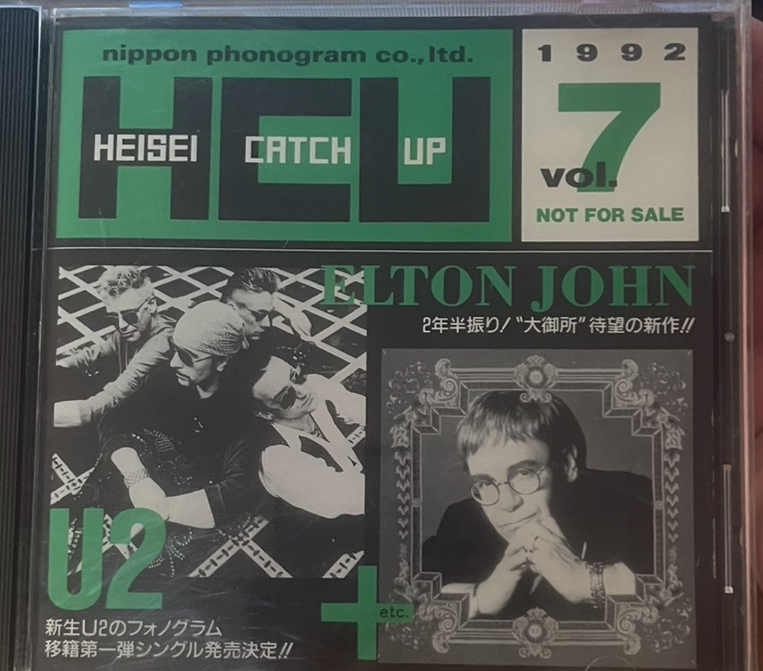 nippon phonogram co., ltd.
HCU
HEISEI CATCH UP
1992
7
vol.
NOT FOR SALE
ELTON JOHN
2年半振り！“大御所”待望の新作!!
U2
新生U2のフォノグラム
移籍第一弾シングル発売決定!!
+
etc.